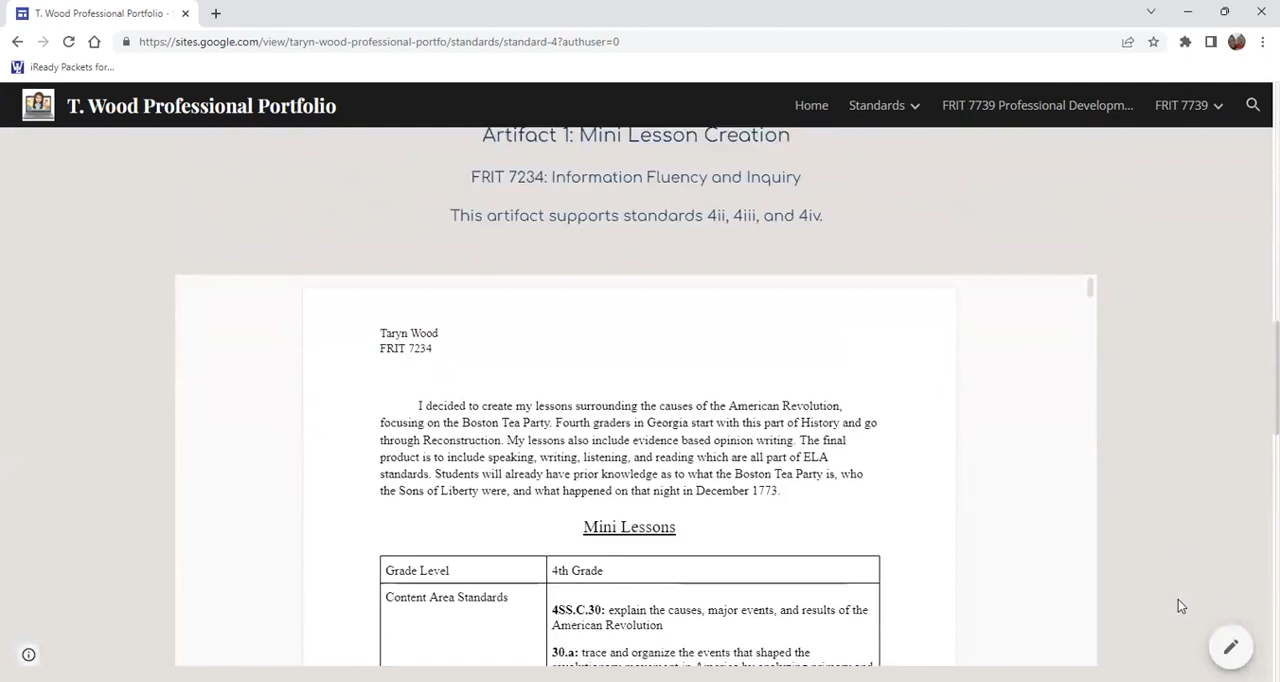 T. Wood Professional Portfolio -
https://sites.google.com/view/taryn-wood-professional-portfo/standards/standard-4?authuser=0
iReady Packets for...
T. Wood Professional Portfolio
Home
Standards
FRIT 7739 Professional Developm...
FRIT 7739
Artifact 1: Mini Lesson Creation
FRIT 7234: Information Fluency and Inquiry
This artifact supports standards 4ii, 4iii, and 4iv.
Taryn Wood
FRIT 7234
I decided to create my lessons surrounding the causes of the American Revolution,
focusing on the Boston Tea Party. Fourth graders in Georgia start with this part of History and go
through Reconstruction. My lessons also include evidence based opinion writing. The final
product is to include speaking, writing, listening, and reading which are all part of ELA
standards. Students will already have prior knowledge as to what the Boston Tea Party is, who
the Sons of Liberty were, and what happened on that night in December 1773.
Mini Lessons
Grade Level
4th Grade
Content Area Standards
4SS.C.30: explain the causes, major events, and results of the
American Revolution
30.a: trace and organize the events that shaped the
revolutionary movement in America by analyzing primary and